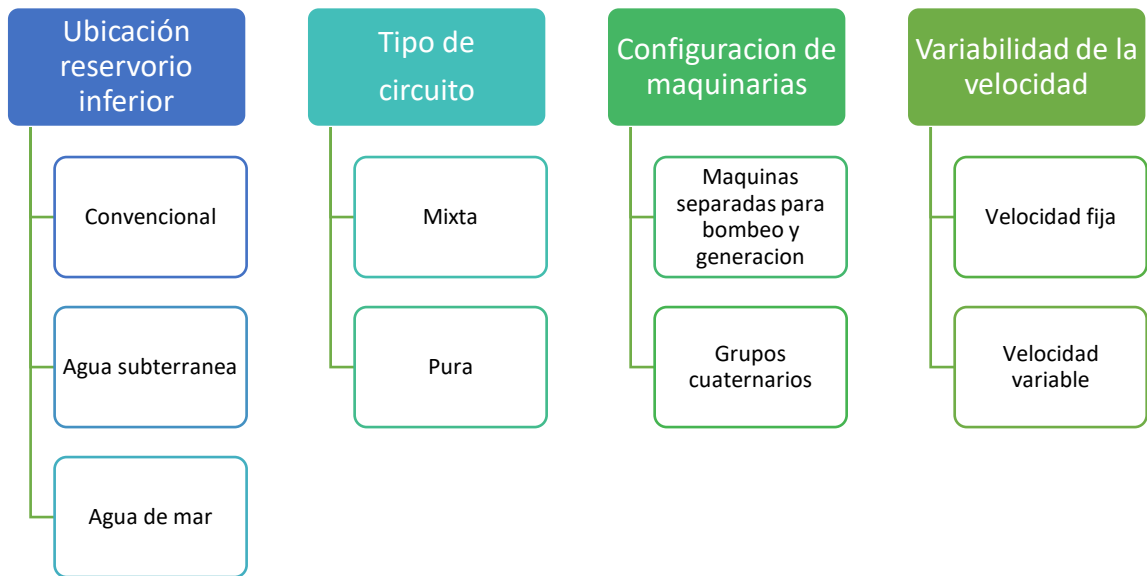 Ubicación
reservorio
inferior
Convencional
Agua subterranea
Agua de mar
Tipo de
circuito
Mixta
Pura
Configuracion de
maquinarias
Maquinas
separadas para
bombeo y
generacion
Grupos
cuaternarios
Variabilidad de la
velocidad
Velocidad fija
Velocidad
variable